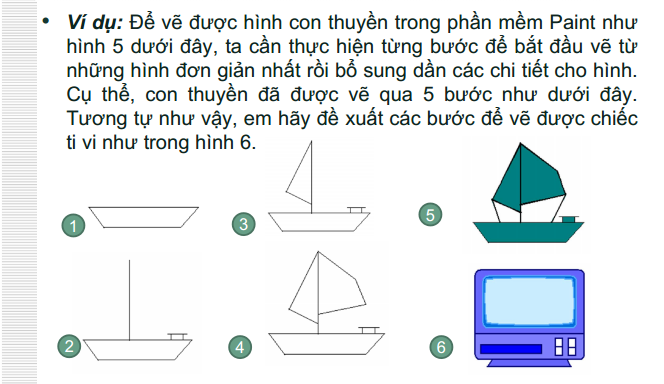 • Ví dụ: Để vẽ được hình con thuyền trong phần mềm Paint như
hình 5 dưới đây, ta cần thực hiện từng bước để bắt đầu vẽ từ
những hình đơn giản nhất rồi bổ sung dần các chi tiết cho hình.
Cụ thể, con thuyền đã được vẽ qua 5 bước như dưới đây.
Tương tự như vậy, em hãy đề xuất các bước để vẽ được chiếc
ti vi như trong hình 6.
1
3
5
2
4
6